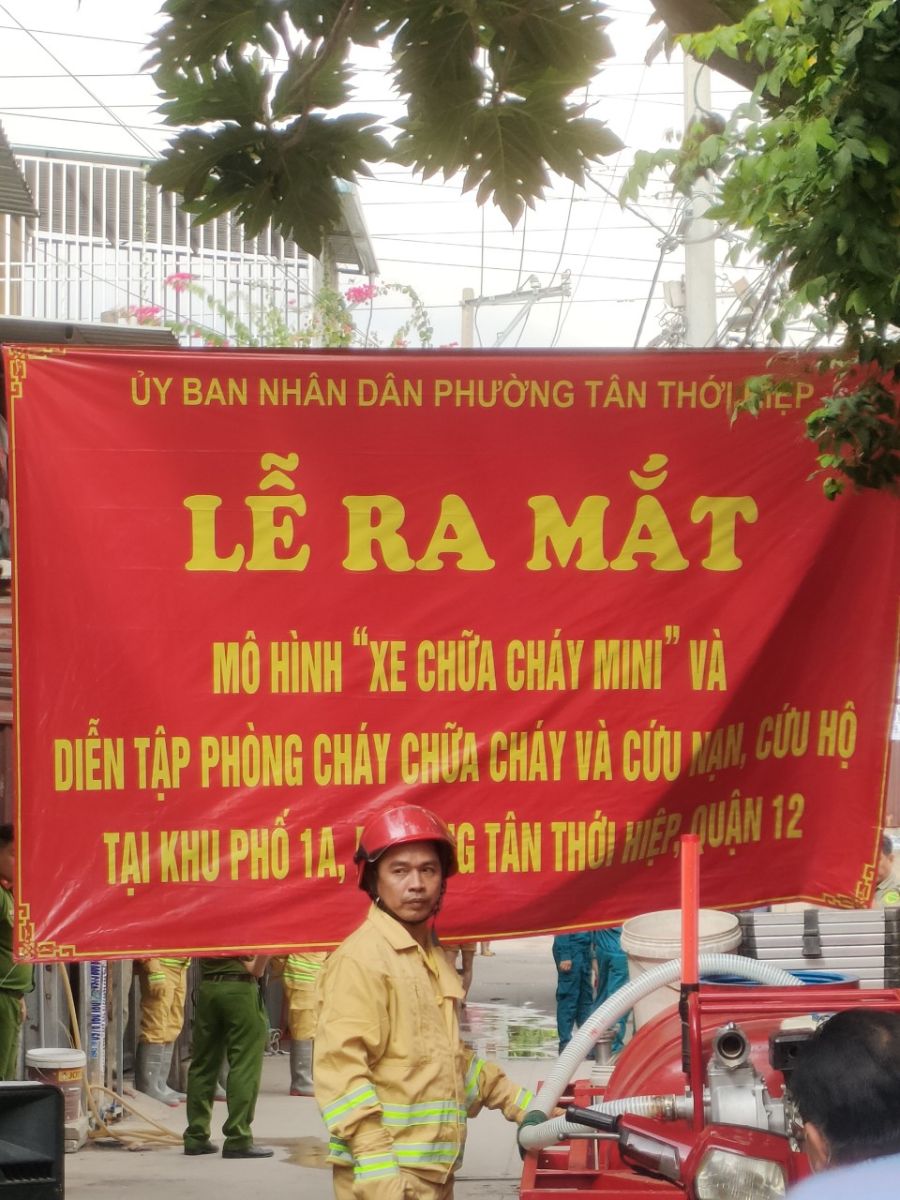 ỦY BAN NHÂN DÂN PHƯỜNG TÂN THỚI HIỆP
LỄ RA MẮT
MÔ HÌNH “XE CHỮA CHÁY MINI” VÀ
DIỄN TẬP PHÒNG CHÁY CHỮA CHÁY VÀ CỨU NẠN, CỨU HỘ
TẠI KHU PHỐ 1A, TÂN THỚI HIỆP, QUẬN 12